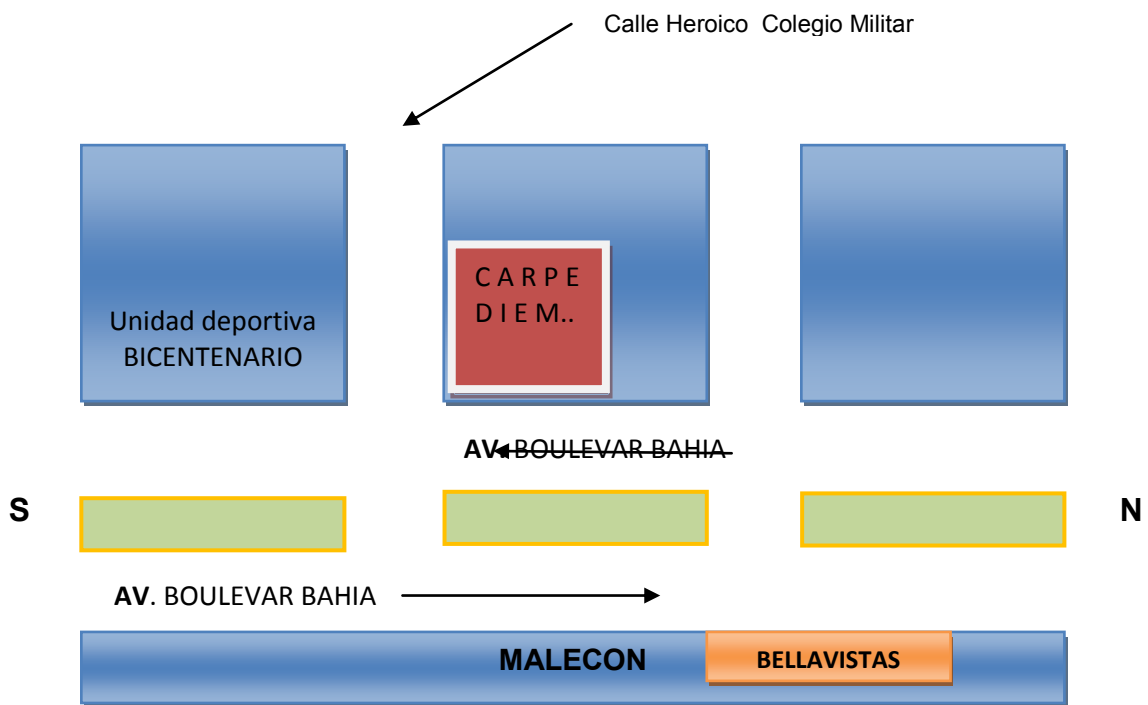 Calle Heroico Colegio Militar
C A R P E
D I E M..
Unidad deportiva
BICENTENARIO
AV. BOULEVAR BAHIA
S
N
AV. BOULEVAR BAHIA
MALECON
BELLAVISTAS